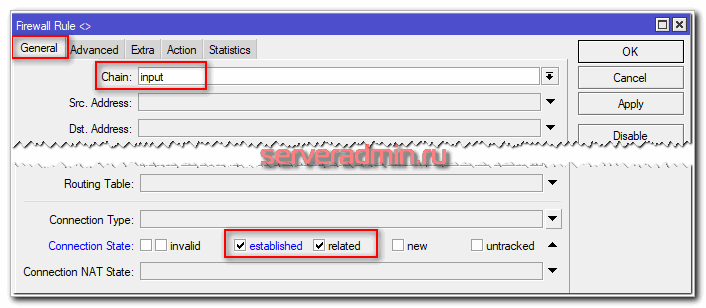 Firewall Rule <>
General Advanced Extra Action Statistics
OK
Chain: input
Cancel
Src. Address:
Apply
Dst. Address:
Disable
serveradmin.ru
Routing Table:
Connection Type:
Connection State: invalid established related new untracked
Connection NAT State: